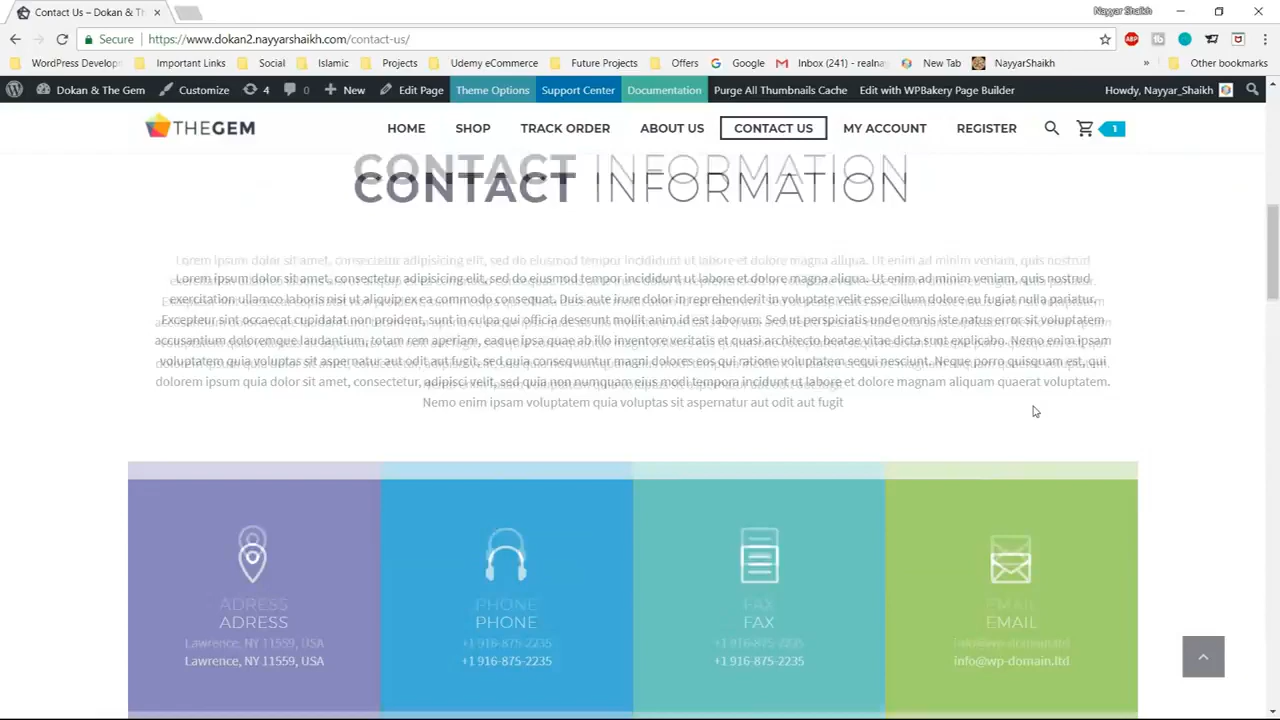 Contact Us – Dokan & Th
Nayyar Shaikh
Secure https://www.dokan2.nayyarshaikh.com/contact-us/
WordPress Develop Important Links Social Islamic Projects Udemy eCommerce Future Projects Offers Google Inbox (241) - realna New Tab NayyarShaikh » Other bookmarks
Dokan & The Gem Customize 4 0 New Edit Page Theme Options Support Center Documentation Purge All Thumbnails Cache Edit with WPBakery Page Builder Howdy, Nayyar_Shaikh
THEGEM HOME SHOP TRACK ORDER ABOUT US CONTACT US MY ACCOUNT REGISTER 1
CONTACT INFORMATION
Lorem ipsum dolor sit amet, consectetur adipisicing elit, sed do eiusmod tempor incididunt ut labore et dolore magna aliqua. Ut enim ad minim veniam, quis nostrud
exercitation ullamco laboris nisi ut aliquip ex ea commodo consequat. Duis aute irure dolor in reprehenderit in voluptate velit esse cillum dolore eu fugiat nulla pariatur.
Excepteur sint occaecat cupidatat non proident, sunt in culpa qui officia deserunt mollit anim id est laborum. Sed ut perspiciatis unde omnis iste natus error sit voluptatem
accusantium doloremque laudantium, totam rem aperiam, eaque ipsa quae ab illo inventore veritatis et quasi architecto beatae vitae dicta sunt explicabo. Nemo enim ipsam
voluptatem quia voluptas sit aspernatur aut odit aut fugit, sed quia consequuntur magni dolores eos qui ratione voluptatem sequi nesciunt. Neque porro quisquam est, qui
dolorem ipsum quia dolor sit amet, consectetur, adipisci velit, sed quia non numquam eius modi tempora incidunt ut labore et dolore magnam aliquam quaerat voluptatem.
Nemo enim ipsam voluptatem quia voluptas sit aspernatur aut odit aut fugit
ADRESS PHONE FAX EMAIL
Lawrence, NY 11559, USA +1 916-875-2235 +1 916-875-2235 info@wp-domain.ltd